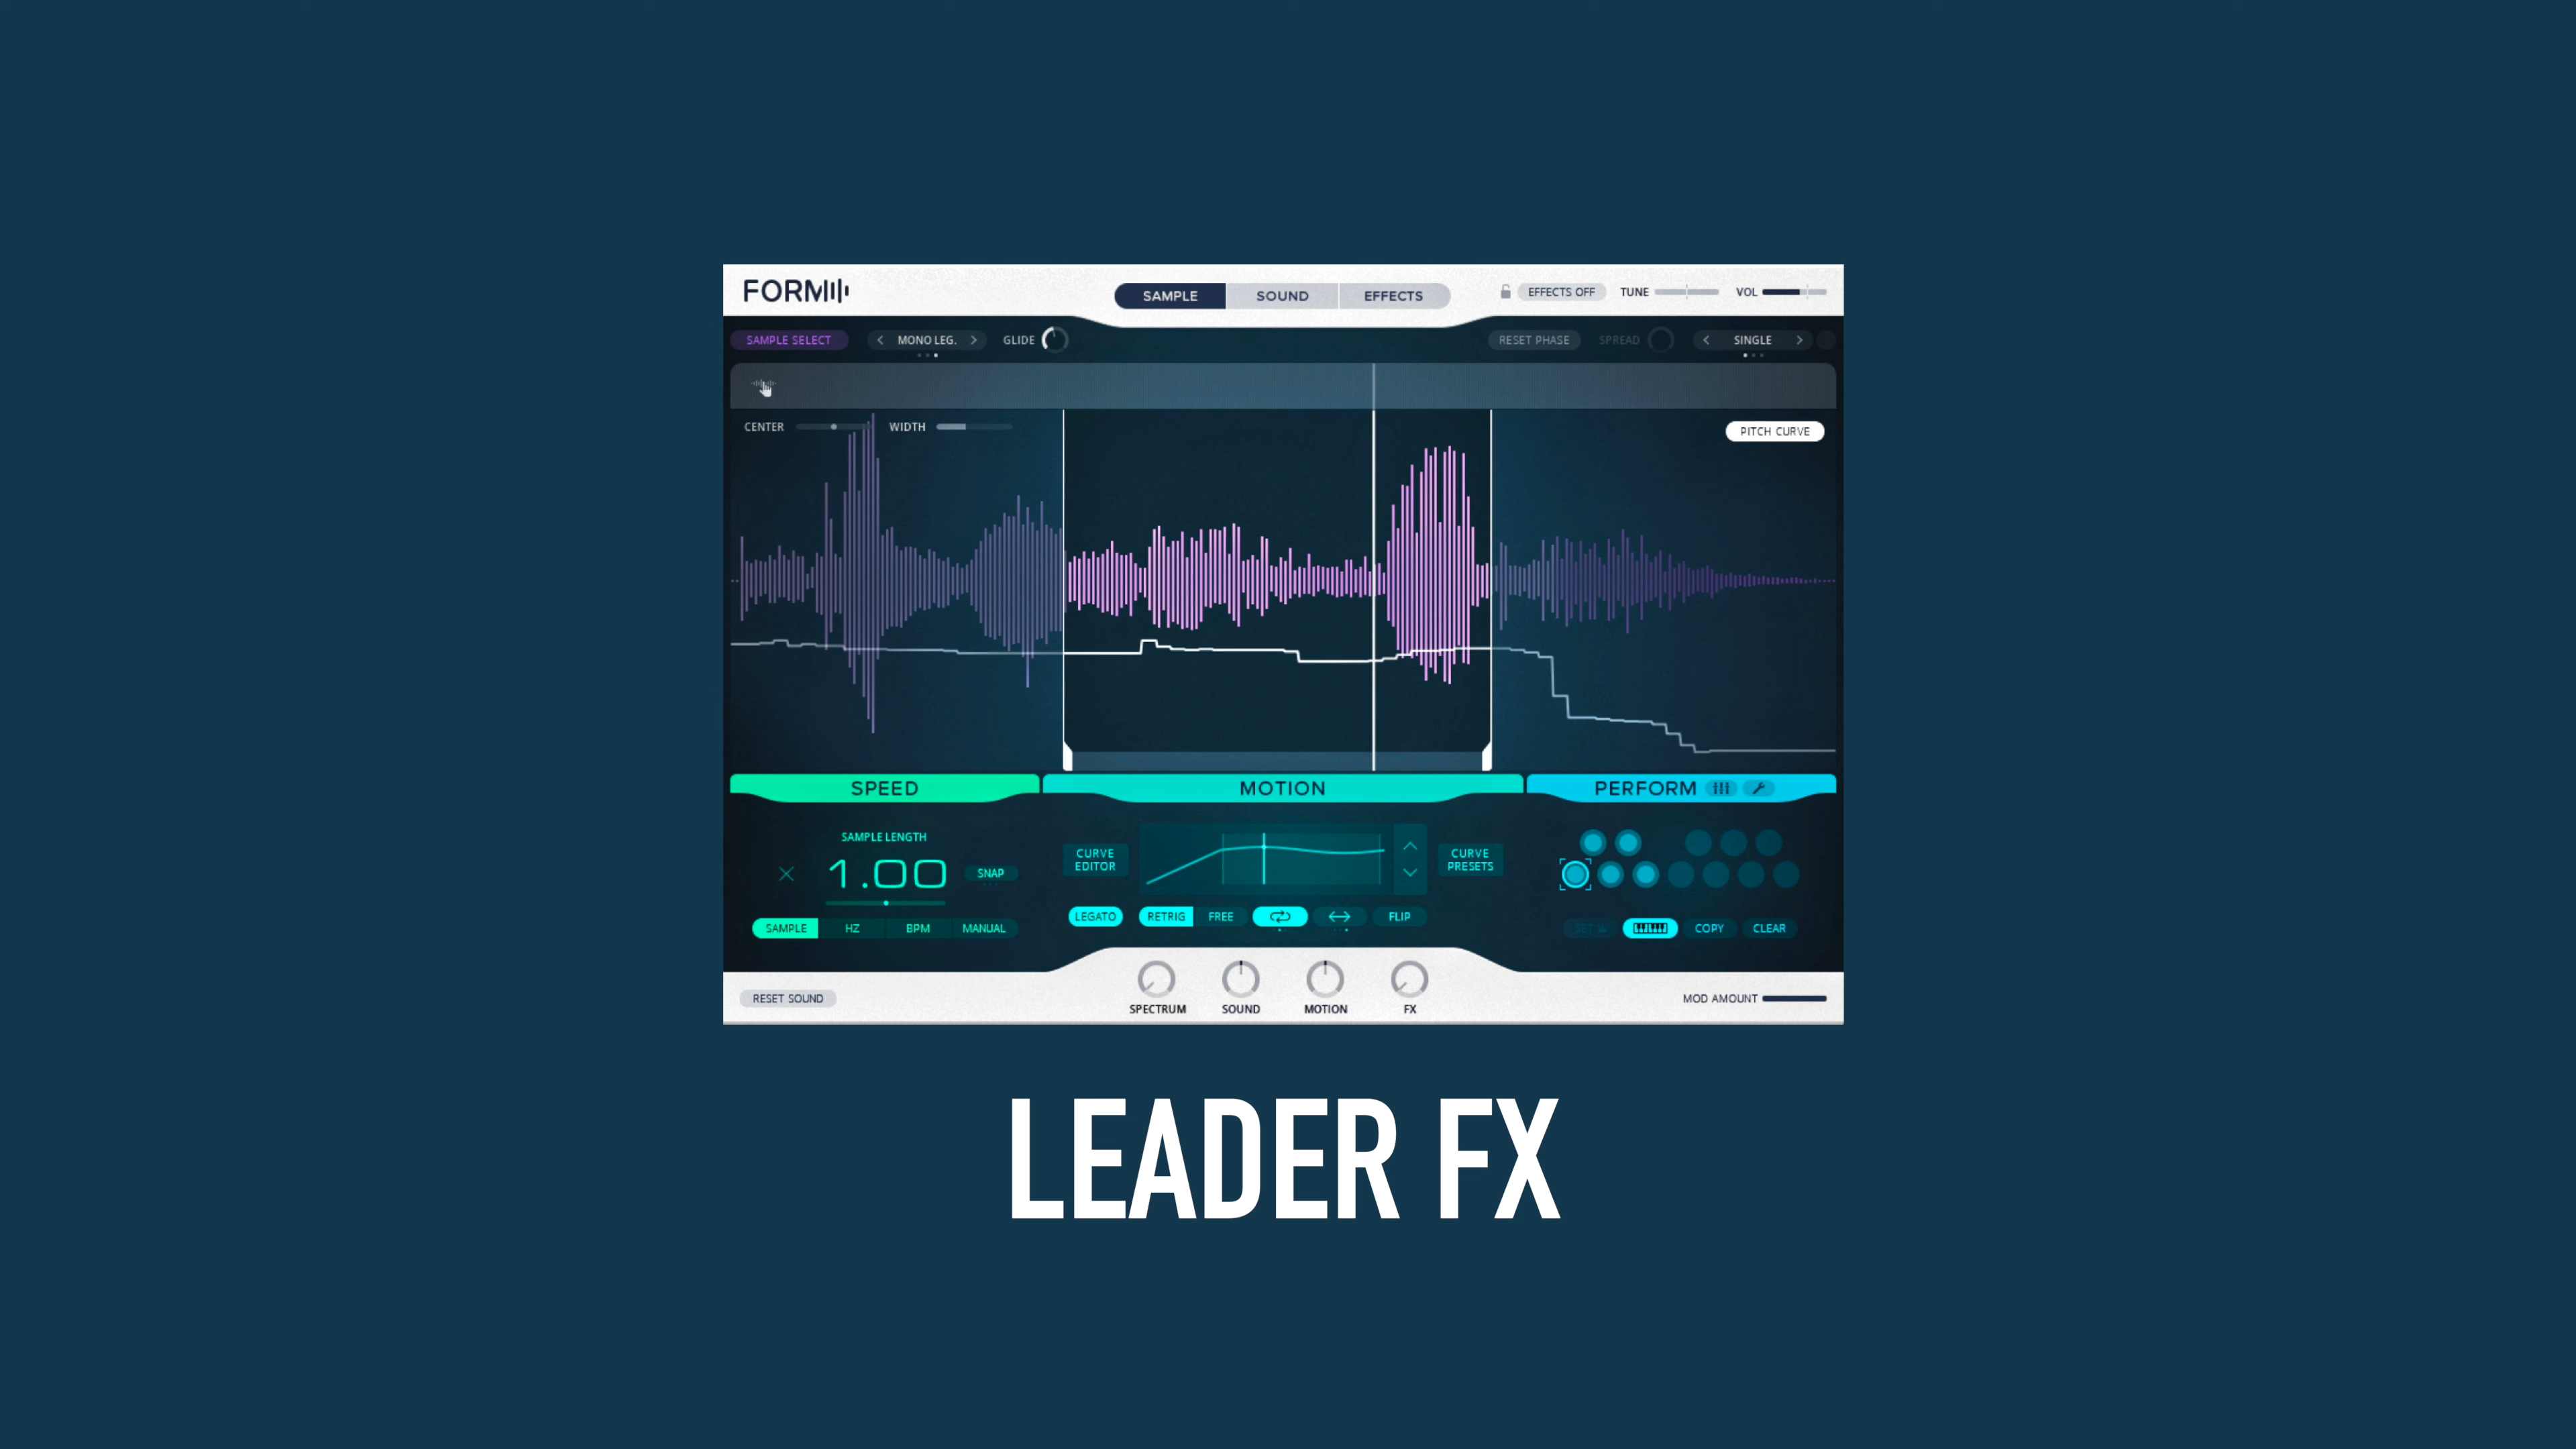 FORM
SAMPLE SOUND EFFECTS
EFFECTS OFF TUNE VOL
SAMPLE SELECT MONO LEG. GLIDE RESET PHASE SPREAD SINGLE
CENTER WIDTH PITCH CURVE
SPEED MOTION PERFORM
SAMPLE LENGTH
1.00 SNAP
CURVE
EDITOR
CURVE
PRESETS
LEGATO RETRIG FREE FLIP
SAMPLE HZ BPM MANUAL
SET COPY CLEAR
RESET SOUND
SPECTRUM SOUND MOTION FX
MOD AMOUNT
LEADER FX